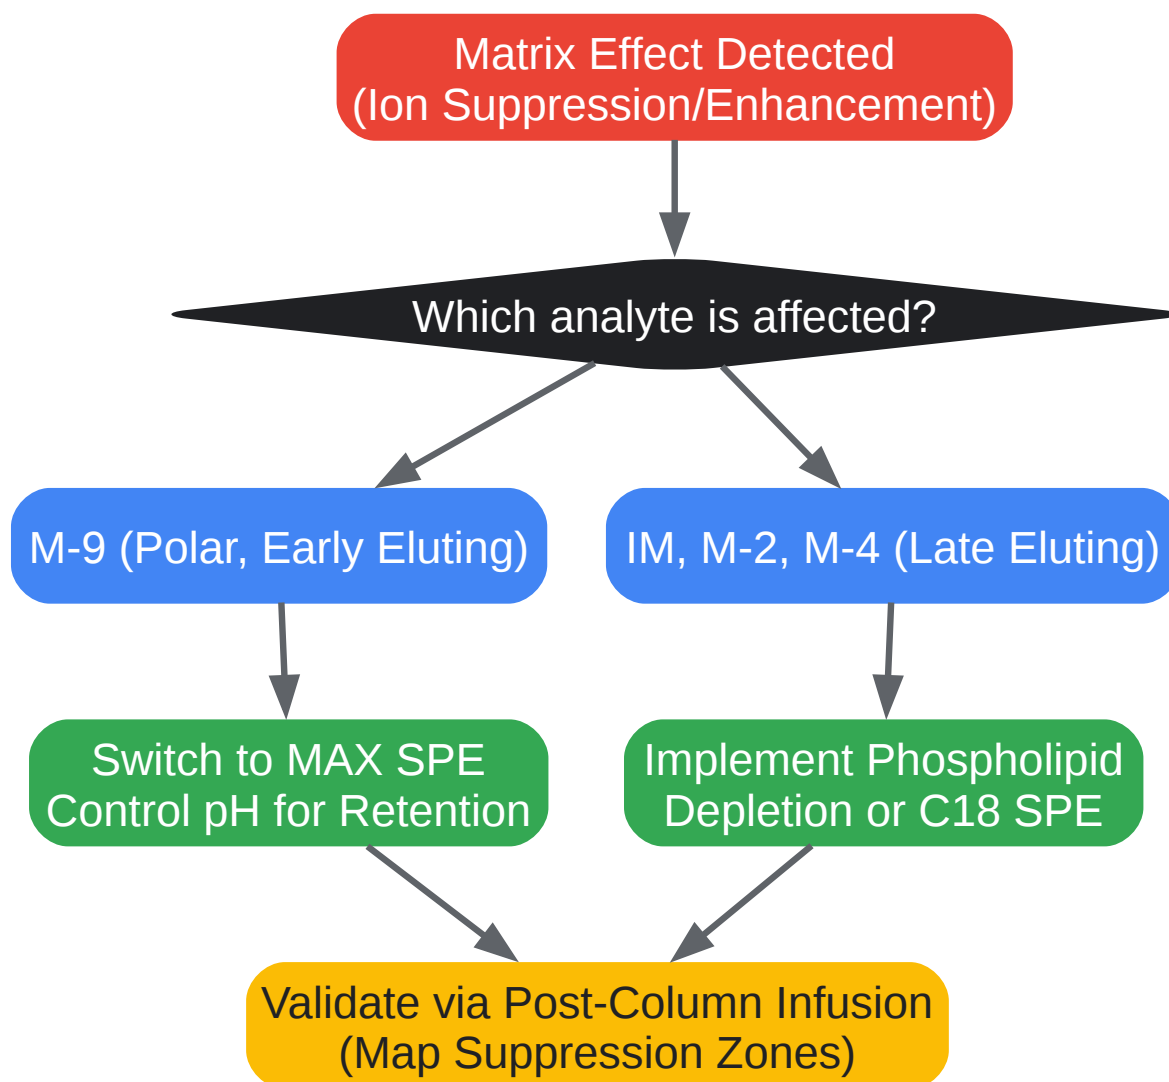 Matrix Effect Detected
(Ion Suppression/Enhancement)
Which analyte is affected?
M-9 (Polar, Early Eluting)
IM, M-2, M-4 (Late Eluting)
Switch to MAX SPE
Control pH for Retention
Implement Phospholipid
Depletion or C18 SPE
Validate via Post-Column Infusion
(Map Suppression Zones)